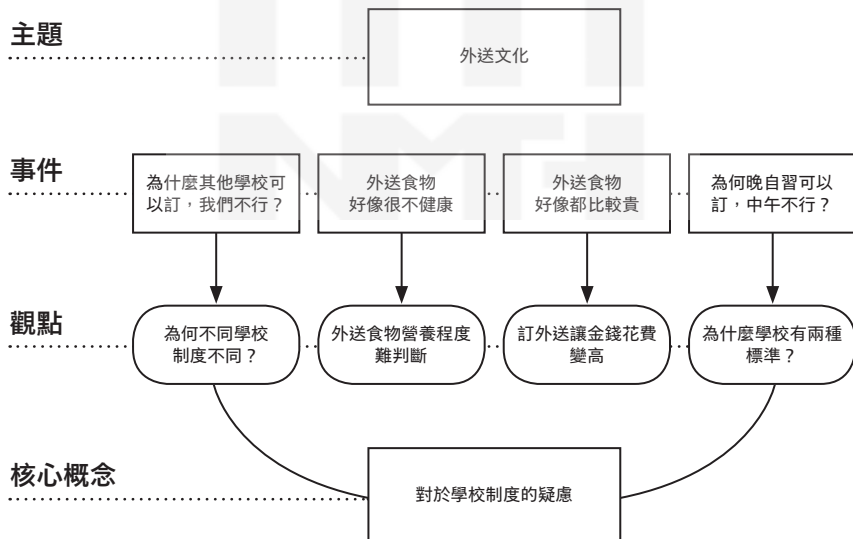 主題
外送文化
事件
為什麼其他學校可
以訂，我們不行？
外送食物
好像很不健康
外送食物
好像都比較貴
為何晚自習可以
訂，中午不行？
觀點
為何不同學校
制度不同？
外送食物營養程度
難判斷
訂外送讓金錢花費
變高
為什麼學校有兩種
標準？
核心概念
對於學校制度的疑慮